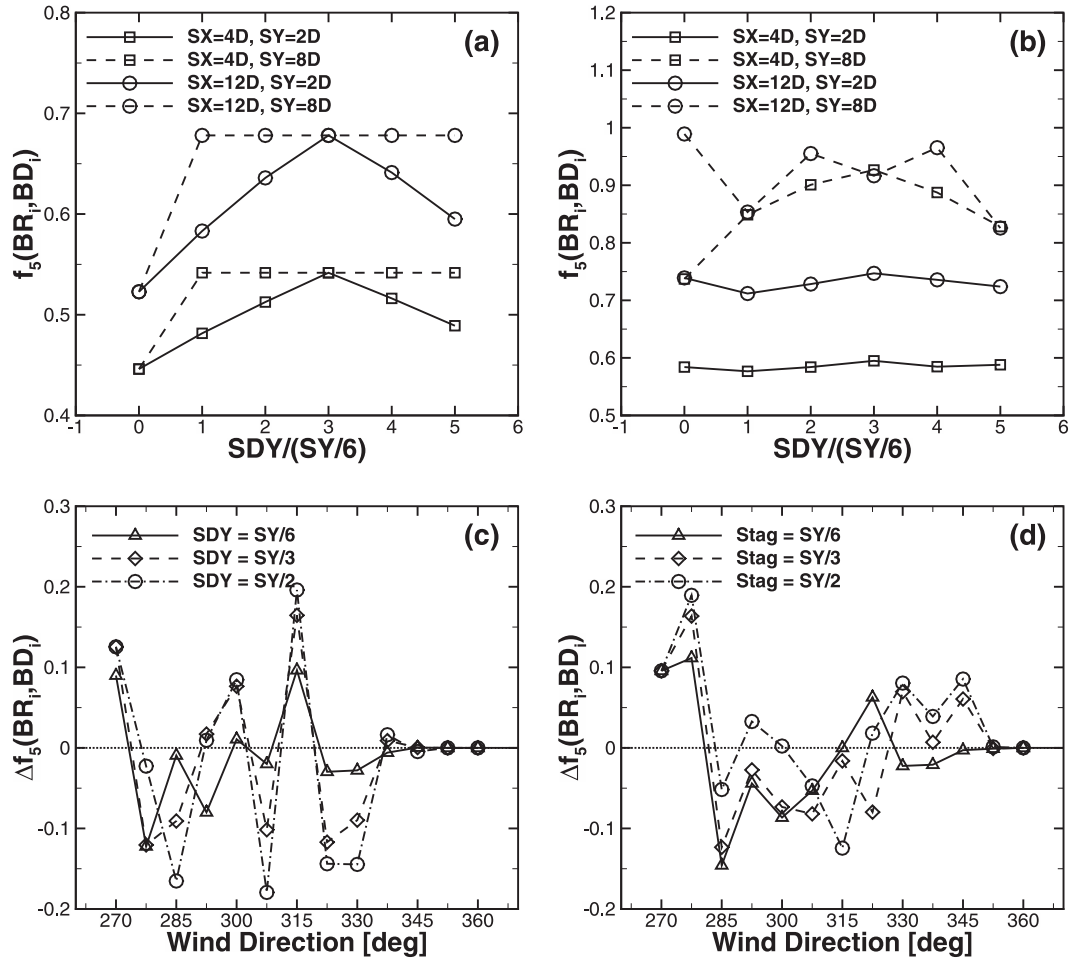 (a)
SX=4D, SY=2D
SX=4D, SY=8D
SX=12D, SY=2D
SX=12D, SY=8D
0.8
0.7
0.6
0.5
0.4
f5(BRi,BDi)
-1 0 1 2 3 4 5 6
SDY/(SY/6)
(b)
SX=4D, SY=2D
SX=4D, SY=8D
SX=12D, SY=2D
SX=12D, SY=8D
1.2
1.1
1
0.9
0.8
0.7
0.6
0.5
f5(BRi,BDi)
-1 0 1 2 3 4 5 6
SDY/(SY/6)
(c)
SDY = SY/6
SDY = SY/3
SDY = SY/2
0.3
0.2
0.1
0
-0.1
-0.2
Δf5(BRi,BDi)
270 285 300 315 330 345 360
Wind Direction [deg]
(d)
Stag = SY/6
Stag = SY/3
Stag = SY/2
0.3
0.2
0.1
0
-0.1
-0.2
Δf5(BRi,BDi)
270 285 300 315 330 345 360
Wind Direction [deg]